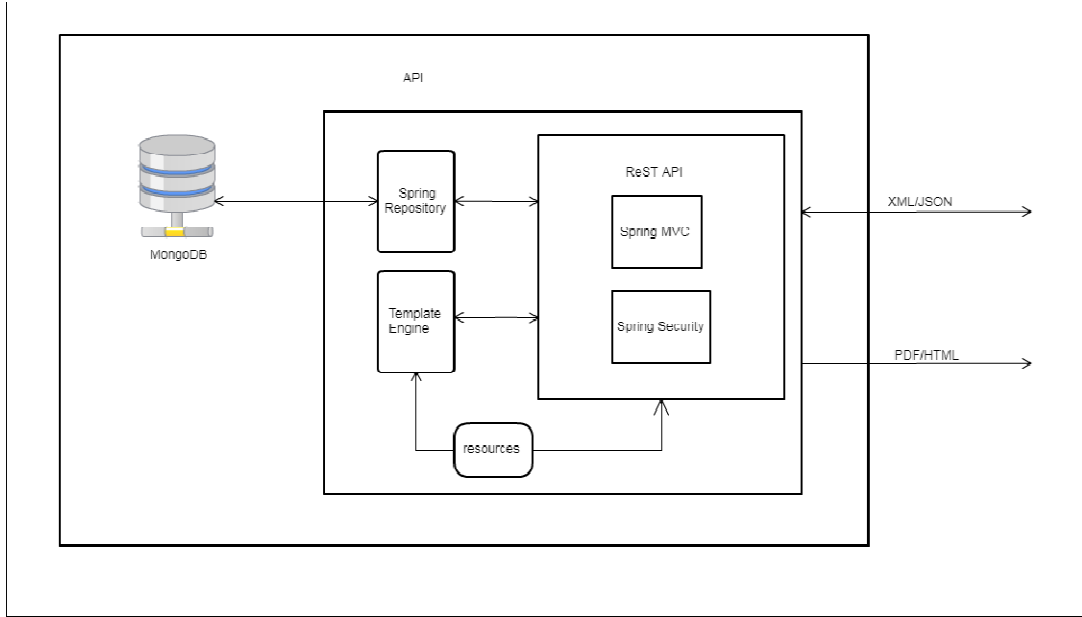 API
ReST API
Spring
Repository
Spring MVC
XML/JSON
MongoDB
Template
Engine
Spring Security
PDF/HTML
resources